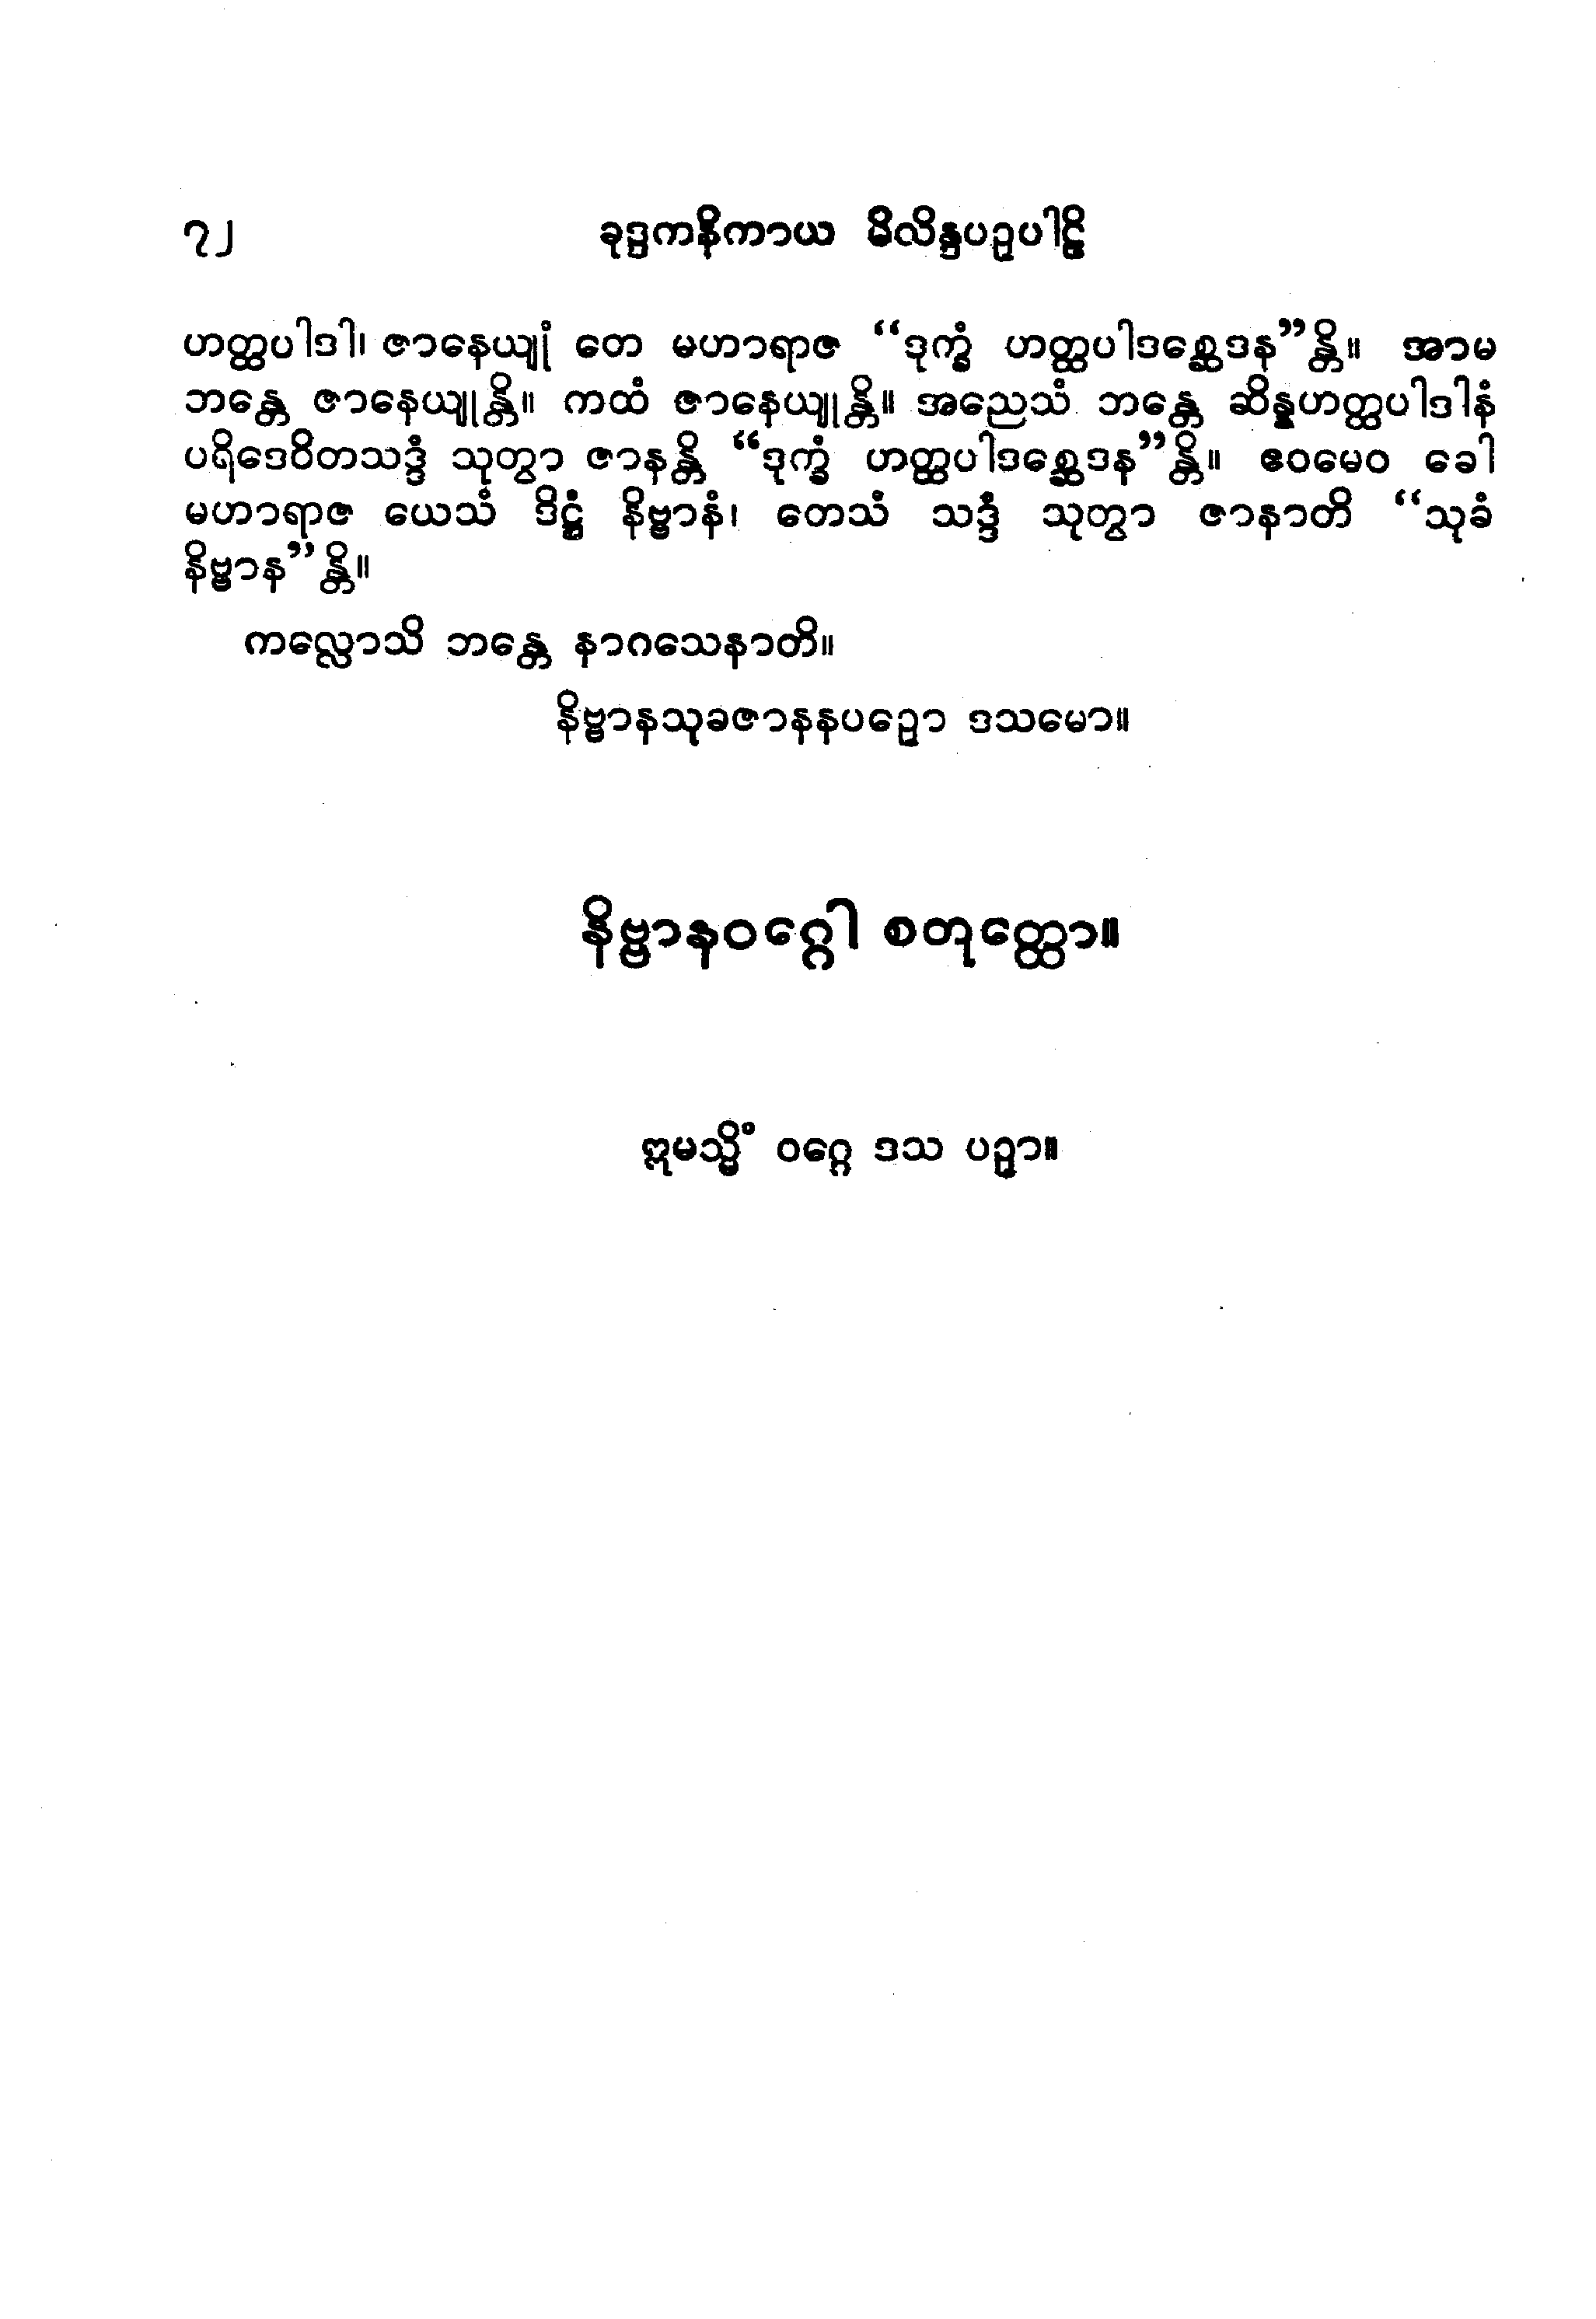 ၇၂ ခုဒ္ဒကနိကာယ မိလိန္ဒပဉှပါဠိ
ဟတ္ထပါဒါ၊ ဇာနေယျုံ တေ မဟာရာဇ “ဒုက္ခံ ဟတ္ထပါဒစ္ဆေဒန”န္တိ။ အာမ
ဘန္တေ ဇာနေယျုန္တိ။ ကထံ ဇာနေယျုန္တိ။ အညေသံ ဘန္တေ ဆိန္နဟတ္ထပါဒါနံ
ပရိဒေဝိတသဒ္ဒံ သုတွာ ဇာနန္တိ “ဒုက္ခံ ဟတ္ထပါဒစ္ဆေဒန”န္တိ။ ဧဝမေဝ ခေါ
မဟာရာဇ ယေသံ ဒိဋ္ဌံ နိဗ္ဗာနံ၊ တေသံ သဒ္ဒံ သုတွာ ဇာနာတိ “သုခံ
နိဗ္ဗာန”န္တိ။
ကလ္လောသိ ဘန္တေ နာဂသေနာတိ။
နိဗ္ဗာနသုခဇာနနပဉှော ဒသမော။
နိဗ္ဗာနဝဂ္ဂေါ စတုတ္ထော။
ဣမသ္မိံ ဝဂ္ဂေ ဒသ ပဉှာ။